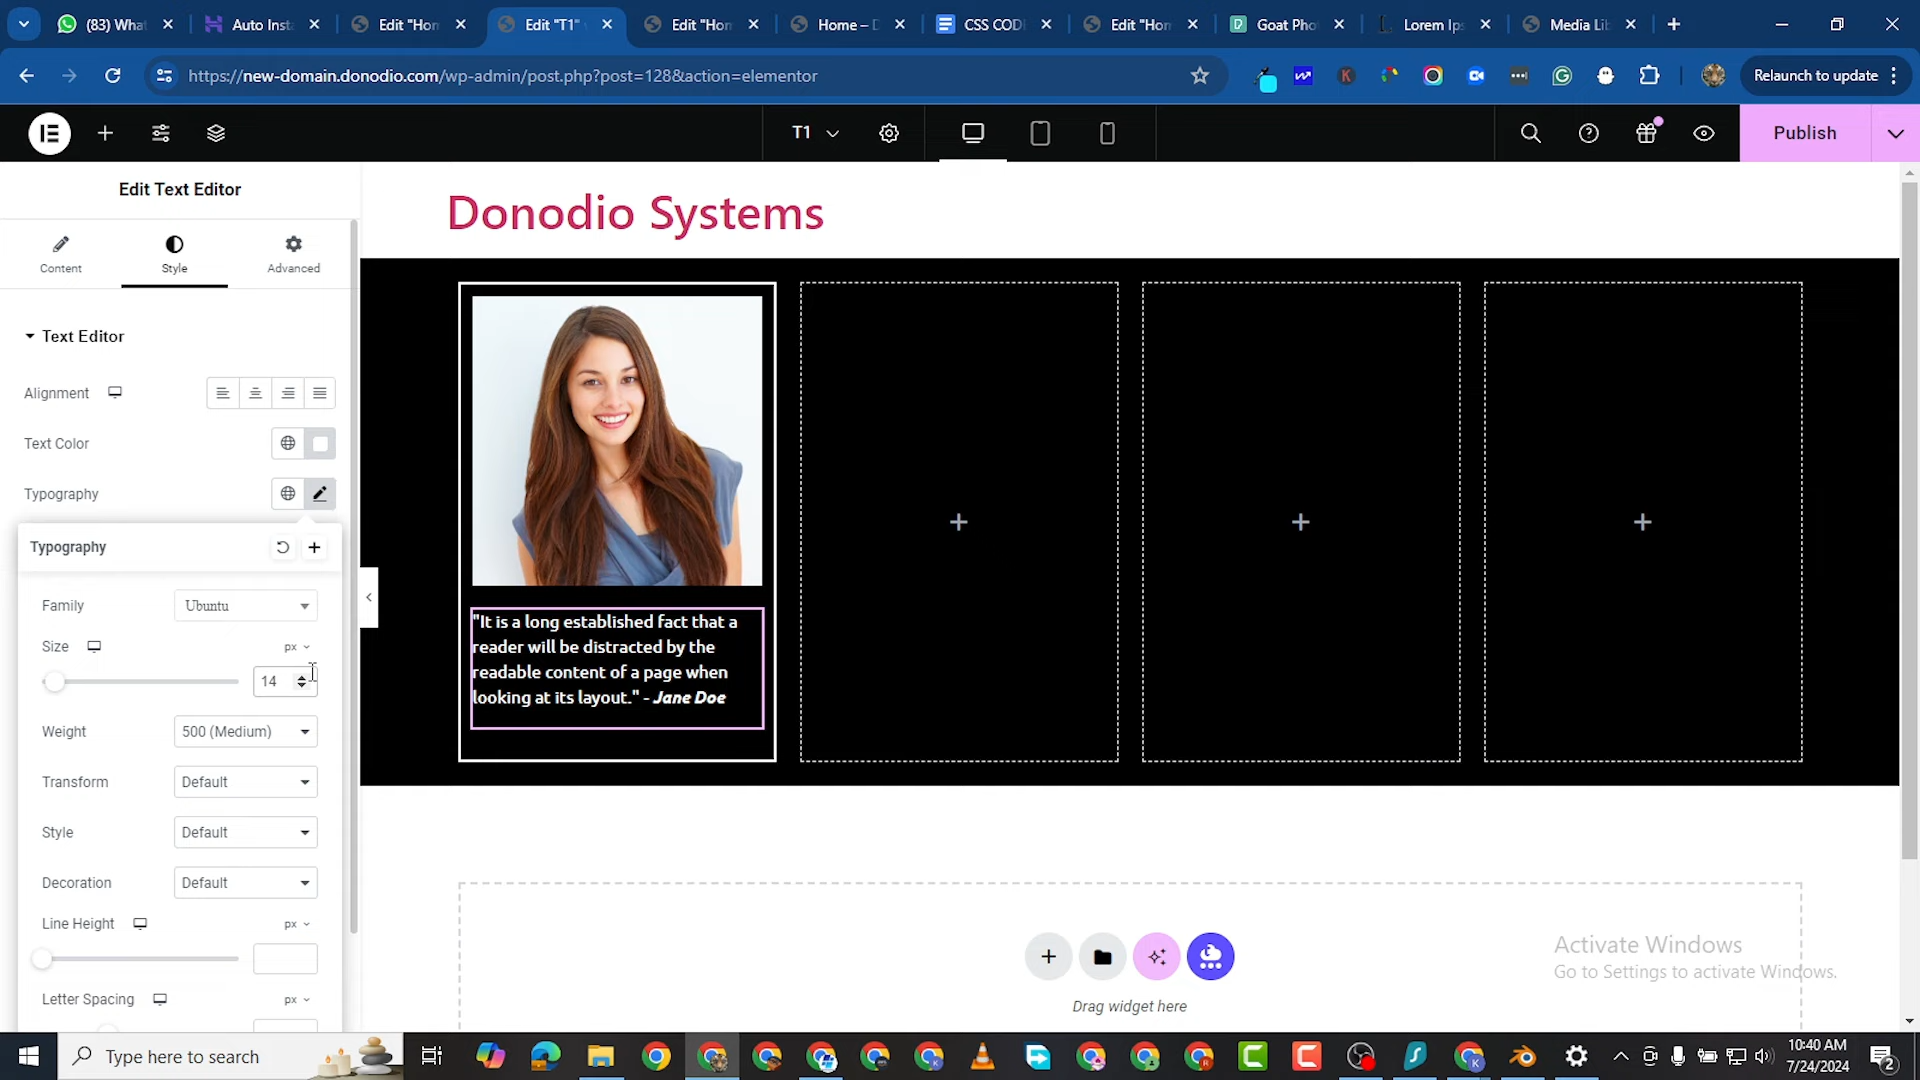 (83) What
Auto Insta
Edit "Hon
Edit "T1"
Edit "Hon
Home – D
CSS CODI
Edit "Hon
Goat Pho
Lorem Ips
Media Lib
https://new-domain.donodio.com/wp-admin/post.php?post=128&action=elementor
Relaunch to update
T1
Publish
Edit Text Editor
Content
Style
Advanced
Text Editor
Alignment
Text Color
Typography
Typography
Family
Ubuntu
Size
px
14
Weight
500 (Medium)
Transform
Default
Style
Default
Decoration
Default
Line Height
px
Letter Spacing
px
Donodio Systems
"It is a long established fact that a
reader will be distracted by the
readable content of a page when
looking at its layout." - Jane Doe
Drag widget here
Activate Windows
Go to Settings to activate Windows.
Type here to search
10:40 AM
7/24/2024
2